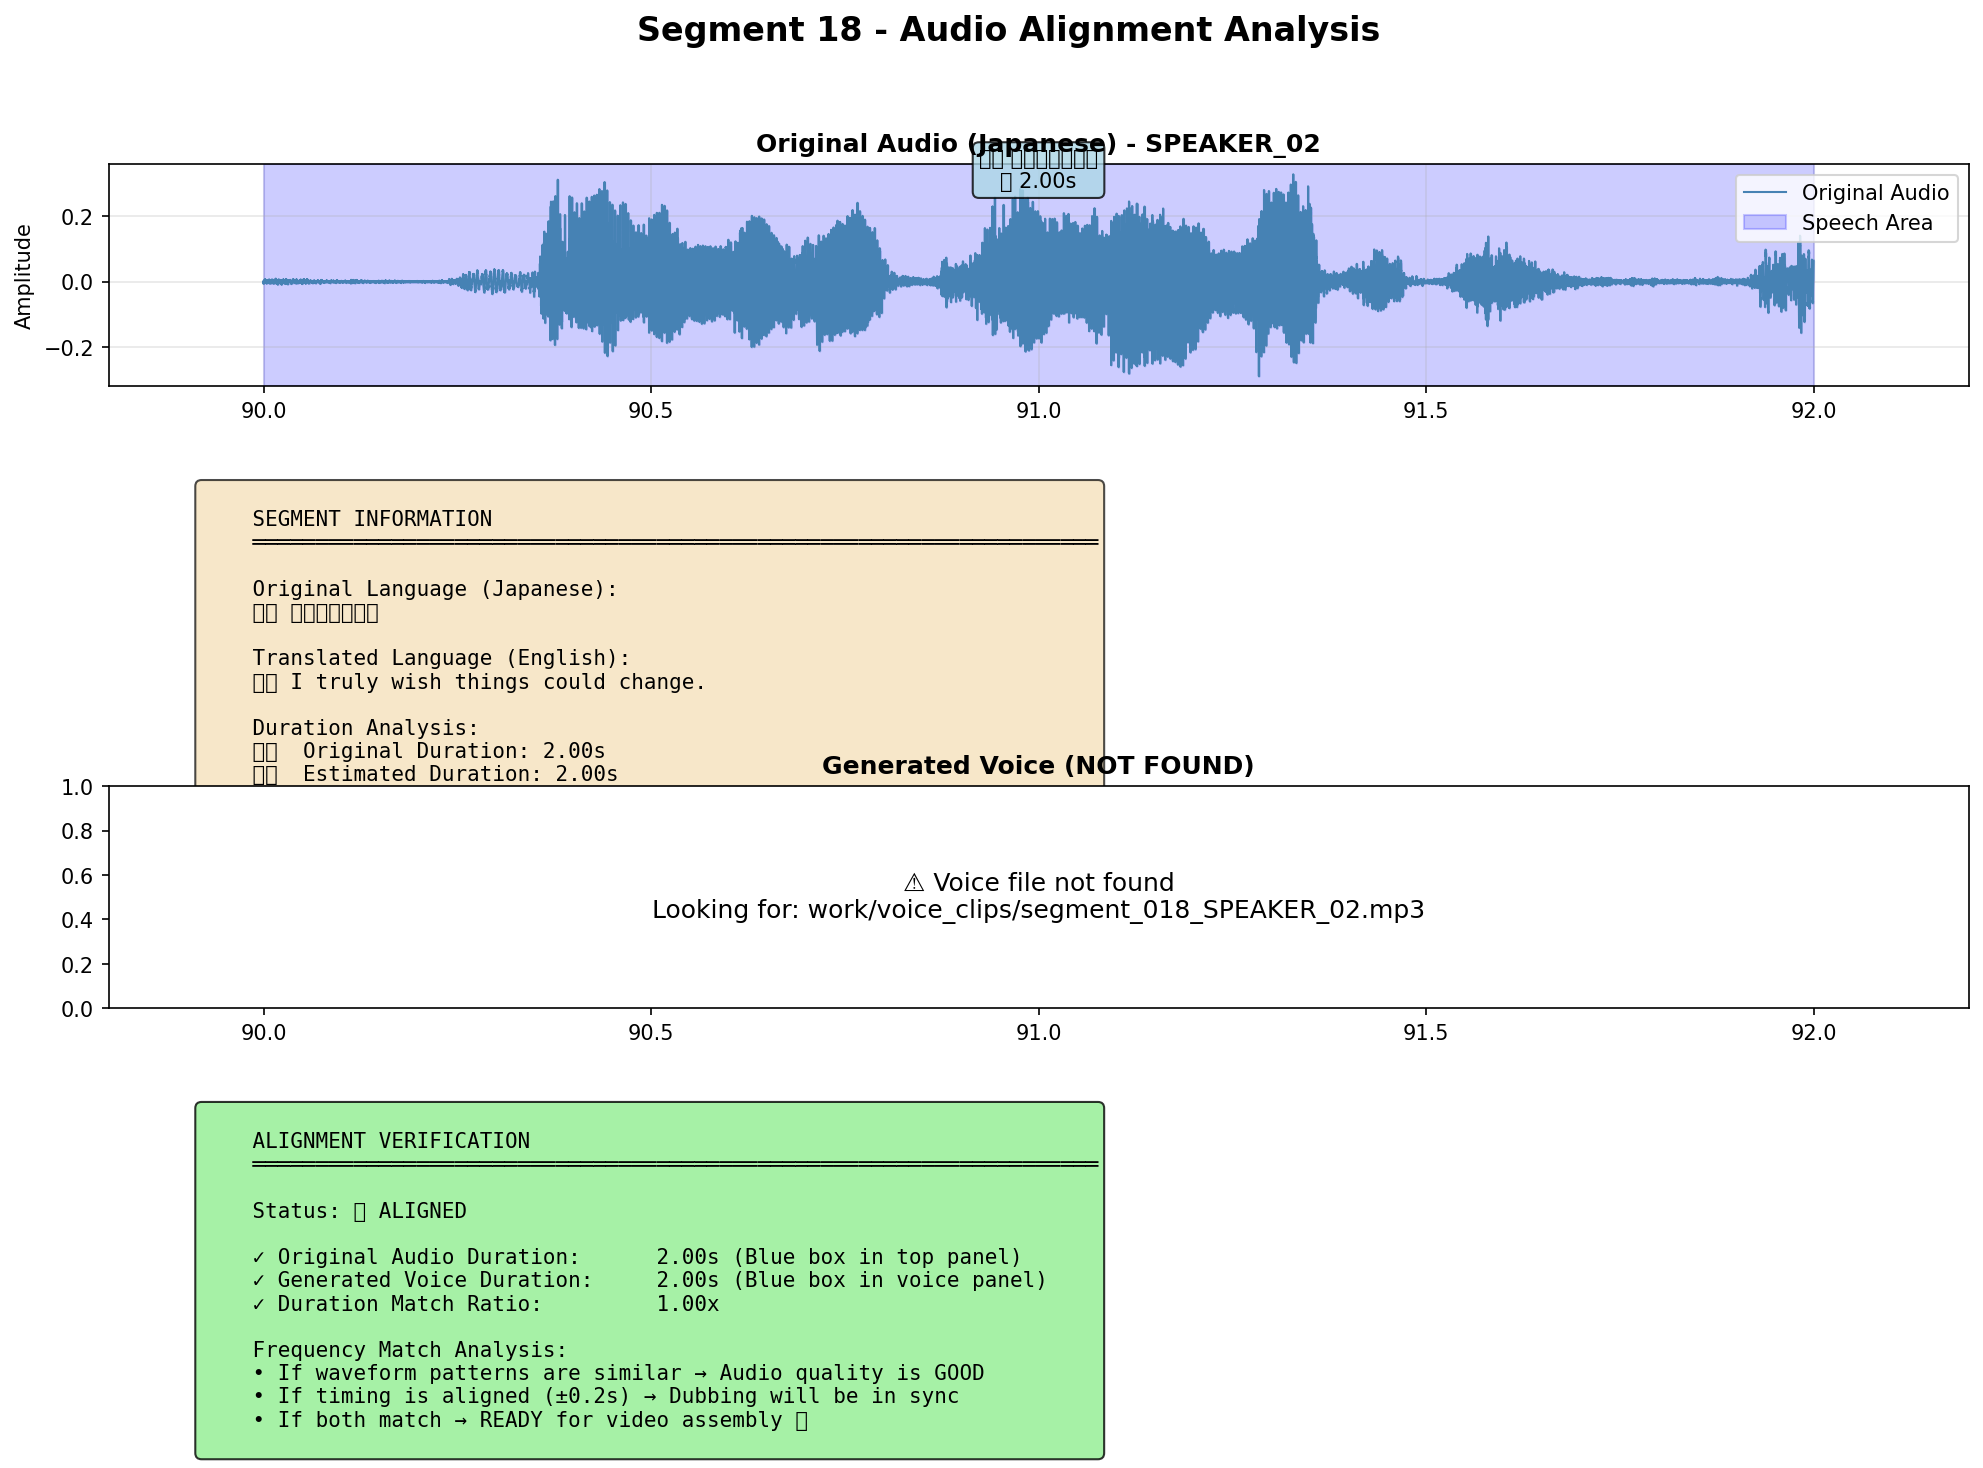 Segment 18 - Audio Alignment Analysis
Original Audio (Japanese) - SPEAKER_02
2.00s
Original Audio
Speech Area
Amplitude
0.2
0.0
−0.2
90.0 90.5 91.0 91.5 92.0
SEGMENT INFORMATION
Original Language (Japanese):
Translated Language (English):
I truly wish things could change.
Duration Analysis:
Original Duration: 2.00s
Estimated Duration: 2.00s
Generated Voice (NOT FOUND)
1.0
0.8
0.6
0.4
0.2
0.0
⚠ Voice file not found
Looking for: work/voice_clips/segment_018_SPEAKER_02.mp3
90.0 90.5 91.0 91.5 92.0
ALIGNMENT VERIFICATION
Status: ALIGNED
✓ Original Audio Duration: 2.00s (Blue box in top panel)
✓ Generated Voice Duration: 2.00s (Blue box in voice panel)
✓ Duration Match Ratio: 1.00x
Frequency Match Analysis:
• If waveform patterns are similar → Audio quality is GOOD
• If timing is aligned (±0.2s) → Dubbing will be in sync
• If both match → READY for video assembly